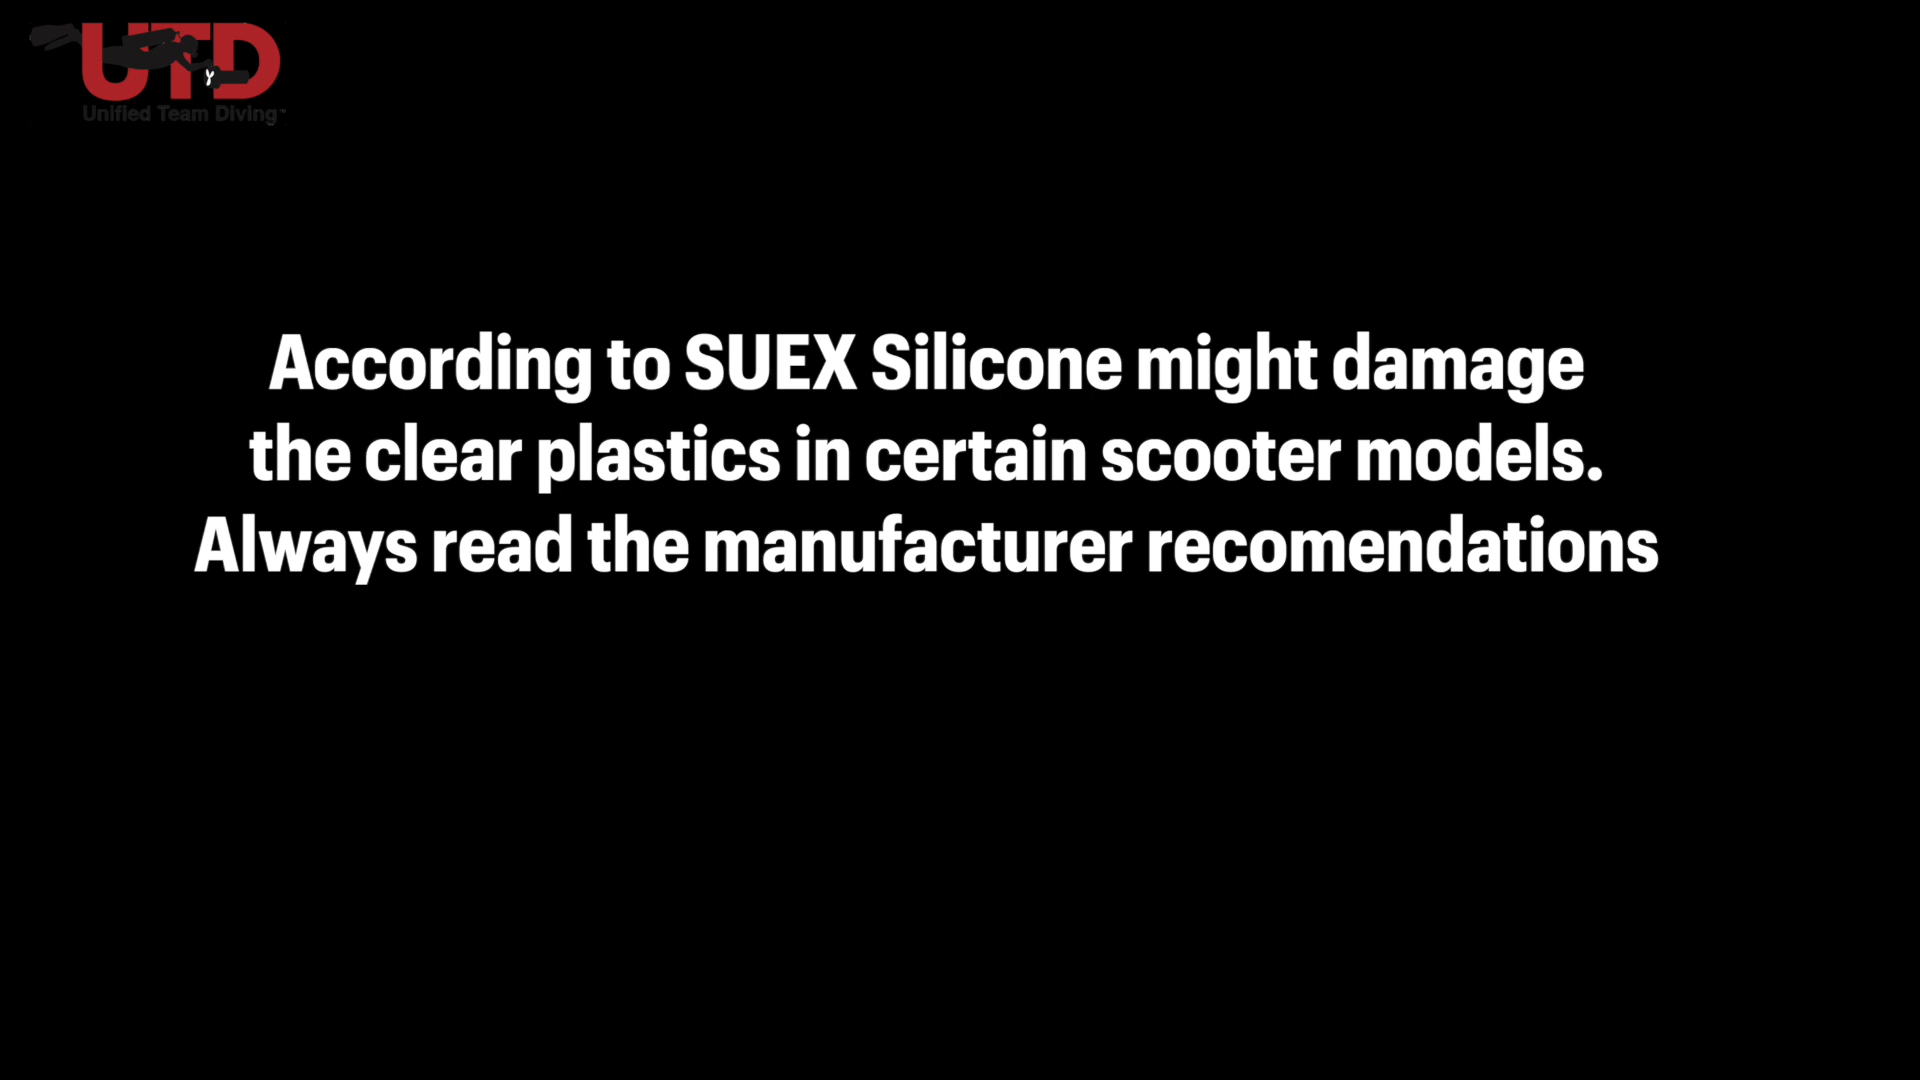 UTD
Unified Team Diving™
According to SUEX Silicone might damage
the clear plastics in certain scooter models.
Always read the manufacturer recomendations